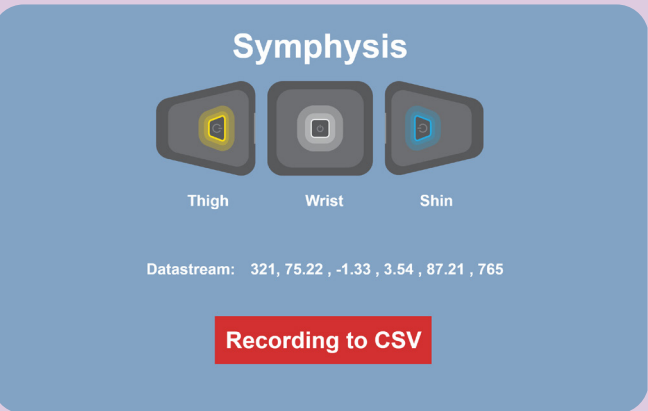 Symphysis
Thigh Wrist Shin
Datastream: 321, 75.22 , -1.33 , 3.54 , 87.21 , 765
Recording to CSV